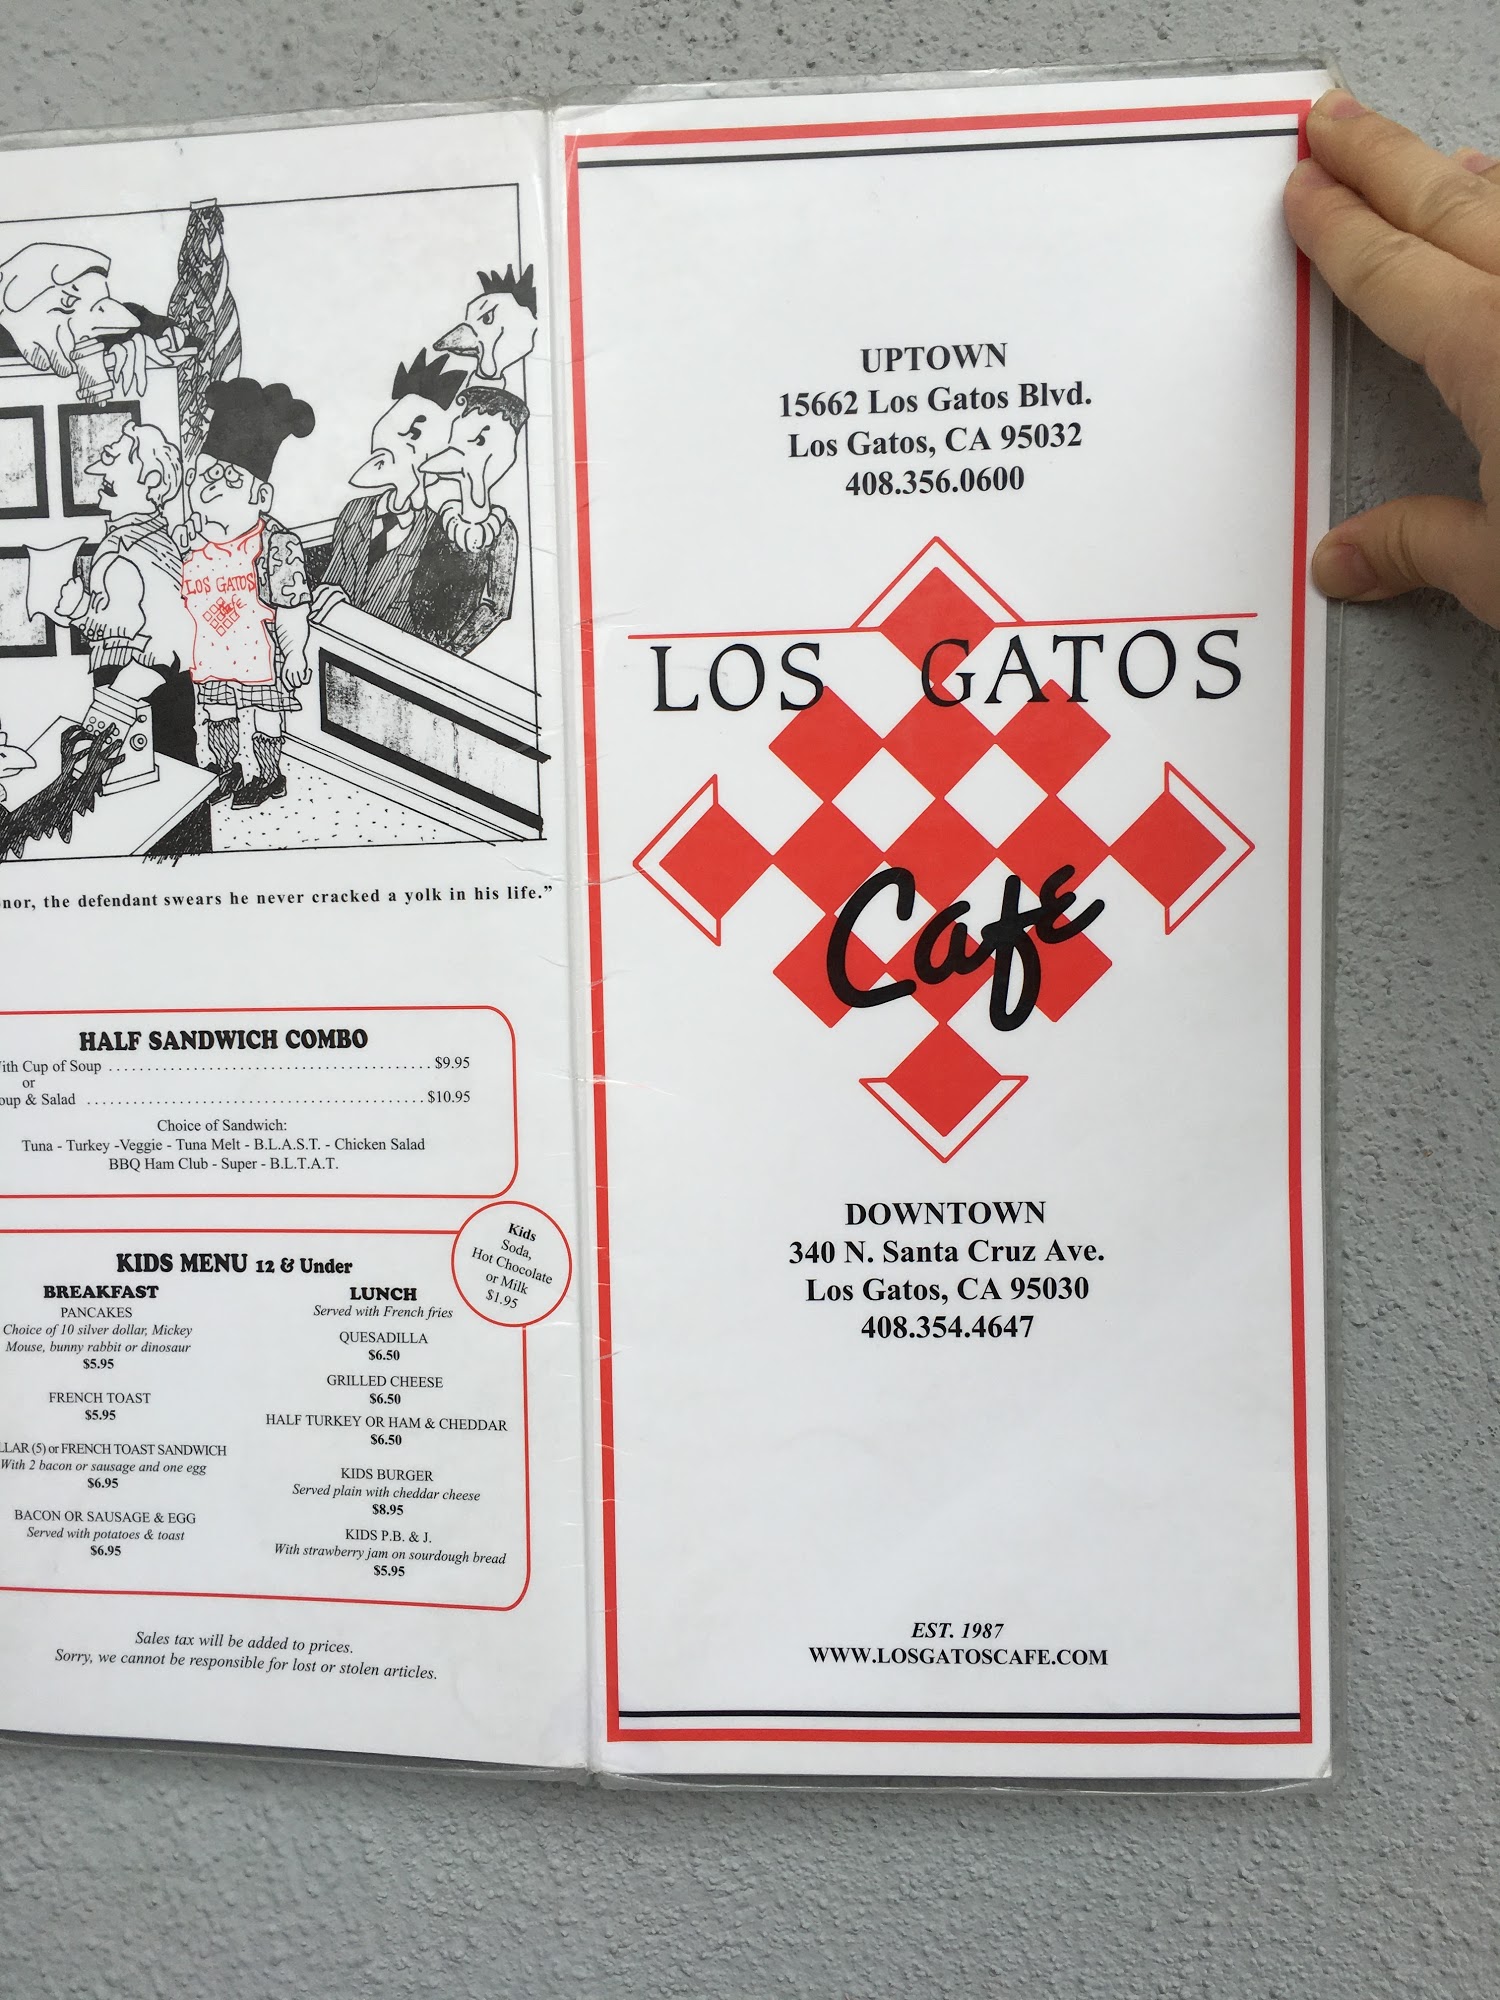 LOS GATOS
Cafe
the defendant swears he never cracked a yolk in his life.”
HALF SANDWICH COMBO
Cup of Soup $9.95
or
& Salad $10.95
Choice of Sandwich:
Tuna - Turkey -Veggie - Tuna Melt - B.L.A.S.T. - Chicken Salad
BBQ Ham Club - Super - B.L.T.A.T.
Kids
Soda,
Hot Chocolate
or Milk
$1.95
KIDS MENU 12 & Under
BREAKFAST
PANCAKES
Choice of 10 silver dollar, Mickey
Mouse, bunny rabbit or dinosaur
$5.95
FRENCH TOAST
$5.95
(5) or FRENCH TOAST SANDWICH
With 2 bacon or sausage and one egg
$6.95
BACON OR SAUSAGE & EGG
Served with potatoes & toast
$6.95
LUNCH
Served with French fries
QUESADILLA
$6.50
GRILLED CHEESE
$6.50
HALF TURKEY OR HAM & CHEDDAR
$6.50
KIDS BURGER
Served plain with cheddar cheese
$8.95
KIDS P.B. & J.
With strawberry jam on sourdough bread
$5.95
Sales tax will be added to prices.
Sorry, we cannot be responsible for lost or stolen articles.
UPTOWN
15662 Los Gatos Blvd.
Los Gatos, CA 95032
408.356.0600
LOS GATOS
Cafe
DOWNTOWN
340 N. Santa Cruz Ave.
Los Gatos, CA 95030
408.354.4647
EST. 1987
WWW.LOSGATOSCAFE.COM